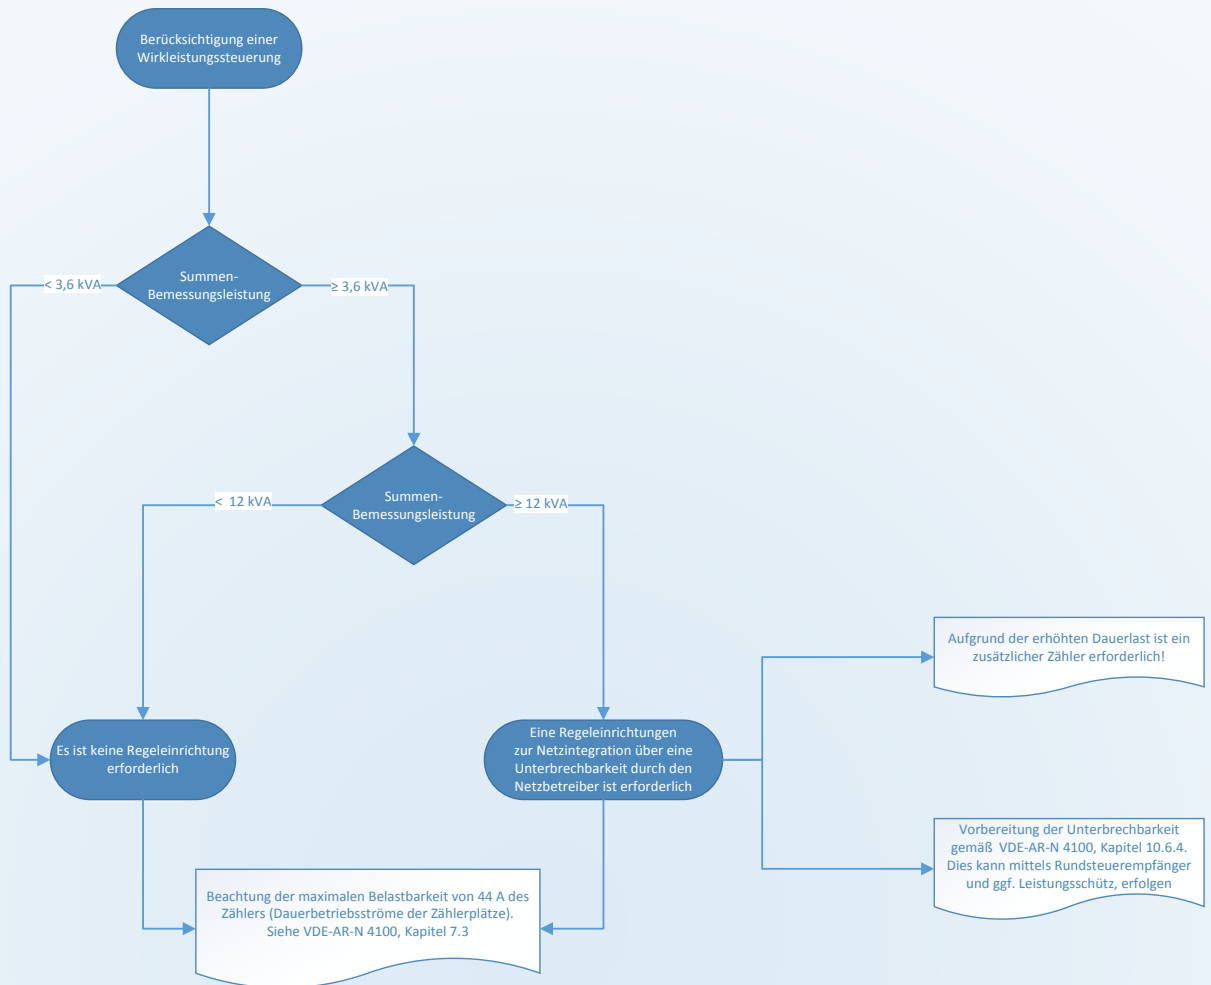 Berücksichtigung einer
Wirkleistungssteuerung
Summen-
Bemessungsleistung
< 3,6 kVA
≥ 3,6 kVA
Summen-
Bemessungsleistung
< 12 kVA
≥ 12 kVA
Aufgrund der erhöhten Dauerlast ist ein
zusätzlicher Zähler erforderlich!
Es ist keine Regeleinrichtung
erforderlich
Eine Regeleinrichtungen
zur Netzintegration über eine
Unterbrechbarkeit durch den
Netzbetreiber ist erforderlich
Vorbereitung der Unterbrechbarkeit
gemäß VDE-AR-N 4100, Kapitel 10.6.4.
Dies kann mittels Rundsteuerempfänger
und ggf. Leistungsschütz, erfolgen
Beachtung der maximalen Belastbarkeit von 44 A des
Zählers (Dauerbetriebsströme der Zählerplätze).
Siehe VDE-AR-N 4100, Kapitel 7.3